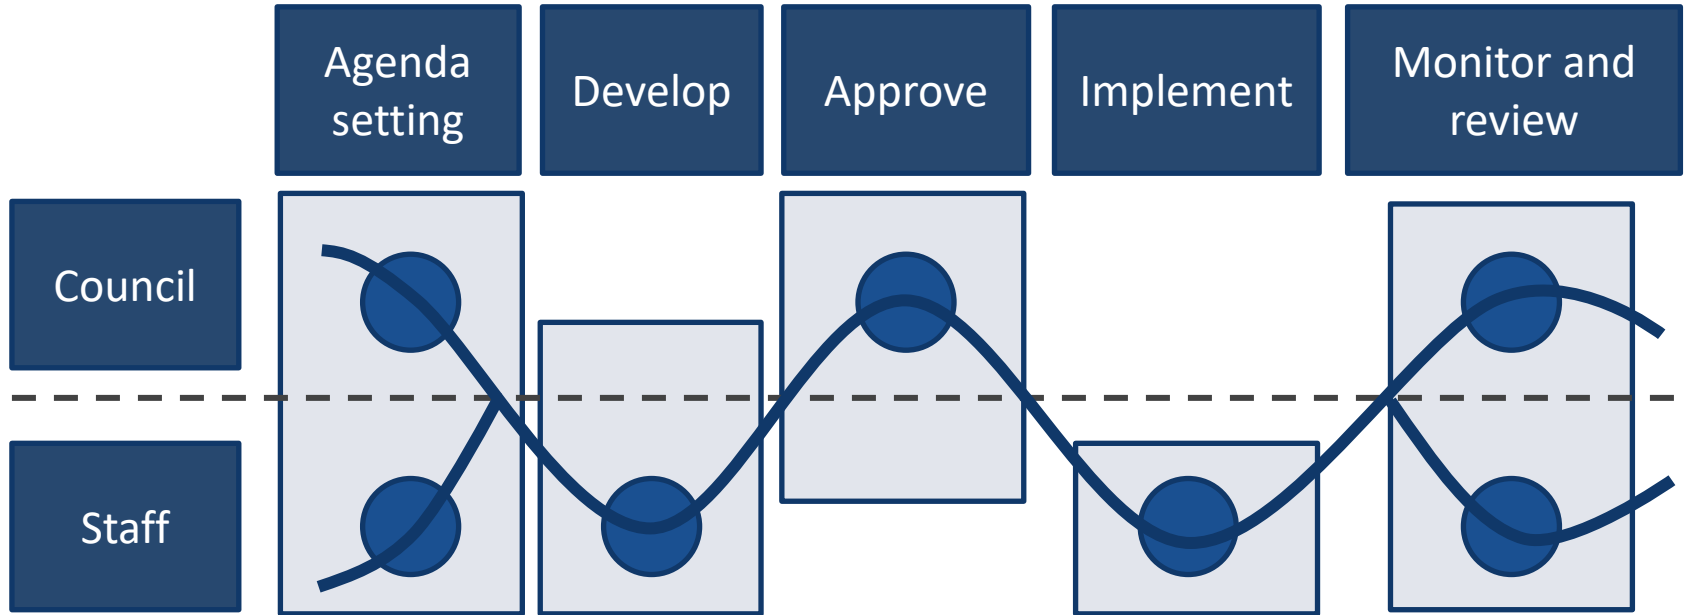 Agenda
setting
Develop
Approve
Implement
Monitor and
review
Council
Staff